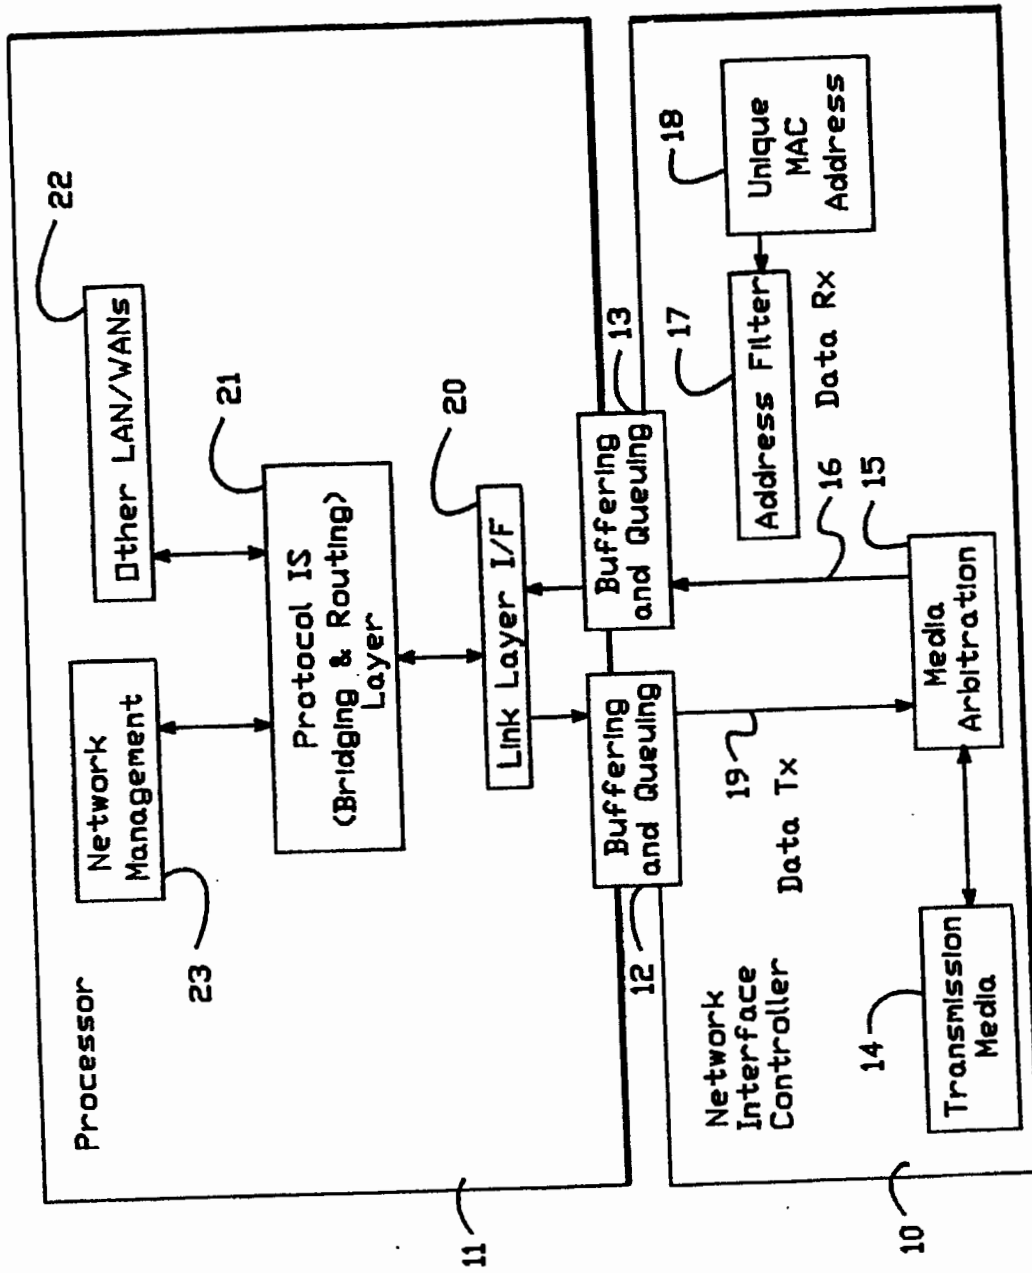 Processor
23
Network
Management
Other LAN/WANs
22
Protocol IS
(Bridging & Routing)
Layer
21
Link Layer I/F
20
11
12
Buffering
and Queuing
Buffering
and Queuing
13
Network
Interface
Controller
19
Data Tx
17
Address Filter
18
Unique
MAC
Address
16
Data Rx
15
14
Transmission
Media
Media
Arbitration
10